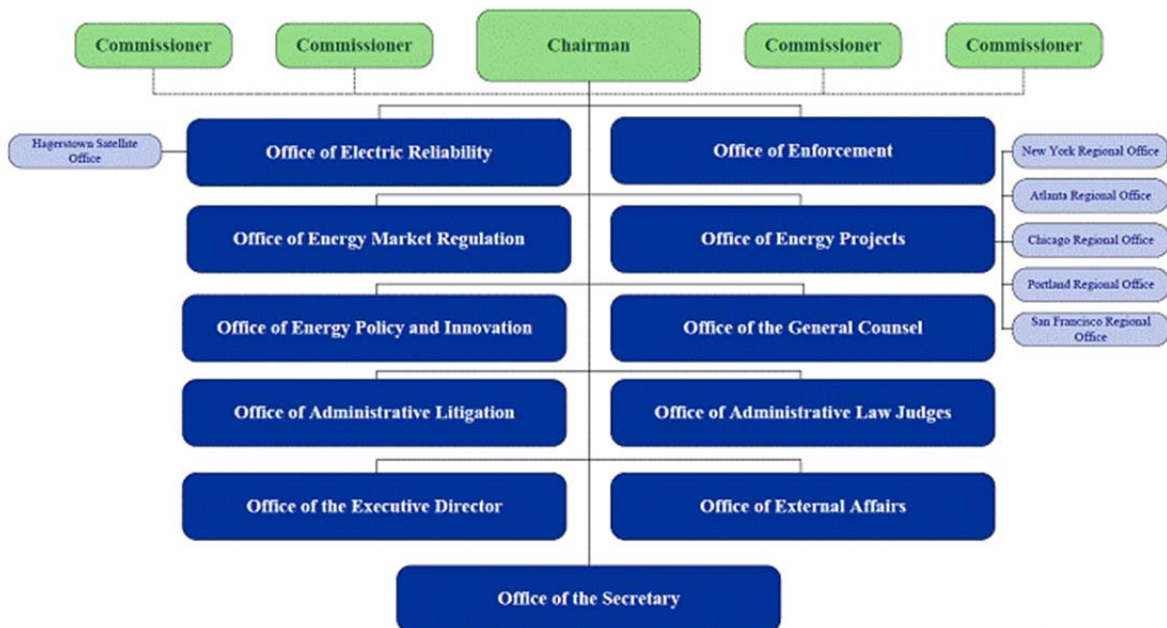 Commissioner
Commissioner
Chairman
Commissioner
Commissioner
Hagerstown Satellite
Office
Office of Electric Reliability
Office of Enforcement
New York Regional Office
Atlanta Regional Office
Office of Energy Market Regulation
Office of Energy Projects
Chicago Regional Office
Portland Regional Office
Office of Energy Policy and Innovation
Office of the General Counsel
San Francisco Regional
Office
Office of Administrative Litigation
Office of Administrative Law Judges
Office of the Executive Director
Office of External Affairs
Office of the Secretary